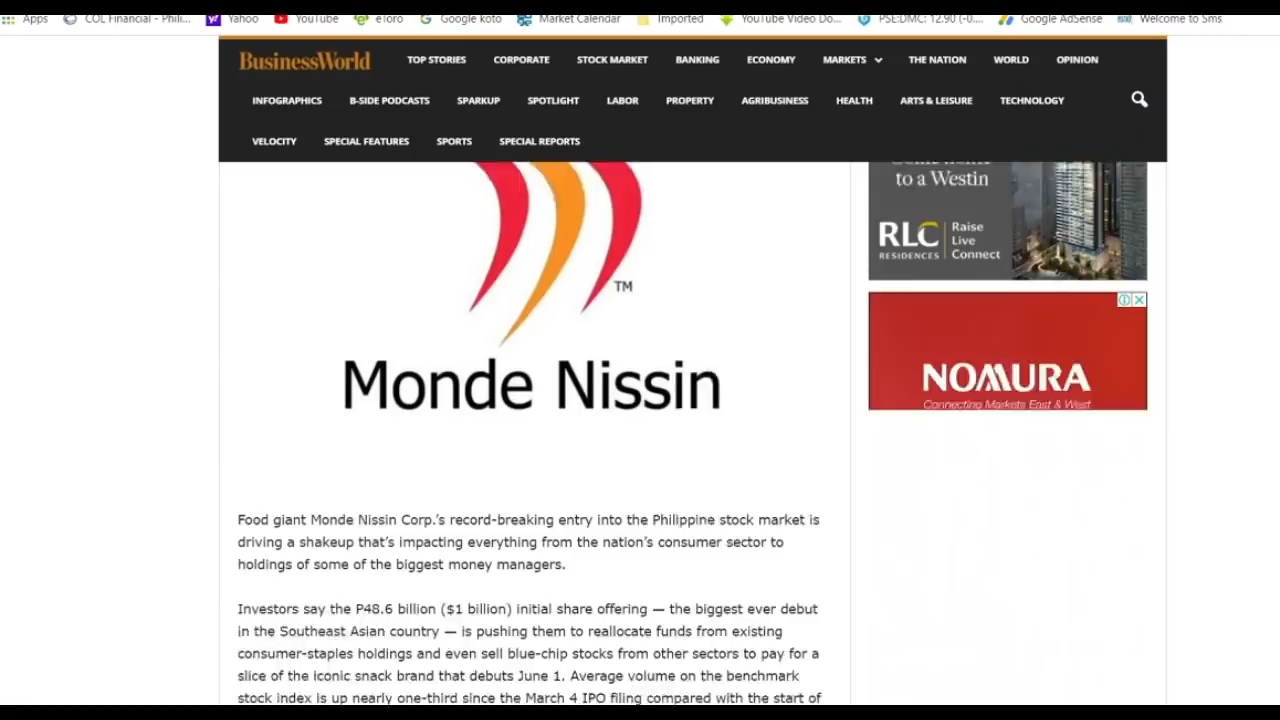 Apps COL Financial - Phili... Yahoo YouTube eToro Google koto Market Calendar Imported YouTube Video Do... PSE:DMC: 12.90 (-0.... Google AdSense Welcome to Sms
BusinessWorld TOP STORIES CORPORATE STOCK MARKET BANKING ECONOMY MARKETS THE NATION WORLD OPINION
INFOGRAPHICS B-SIDE PODCASTS SPARKUP SPOTLIGHT LABOR PROPERTY AGRIBUSINESS HEALTH ARTS & LEISURE TECHNOLOGY
VELOCITY SPECIAL FEATURES SPORTS SPECIAL REPORTS
to a Westin
RLC RESIDENCES
Raise
Live
Connect
TM
Monde Nissin
NOMURA
Connecting Markets East & West
Food giant Monde Nissin Corp.’s record-breaking entry into the Philippine stock market is
driving a shakeup that’s impacting everything from the nation’s consumer sector to
holdings of some of the biggest money managers.
Investors say the P48.6 billion ($1 billion) initial share offering — the biggest ever debut
in the Southeast Asian country — is pushing them to reallocate funds from existing
consumer-staples holdings and even sell blue-chip stocks from other sectors to pay for a
slice of the iconic snack brand that debuts June 1. Average volume on the benchmark
stock index is up nearly one-third since the March 4 IPO filing compared with the start of